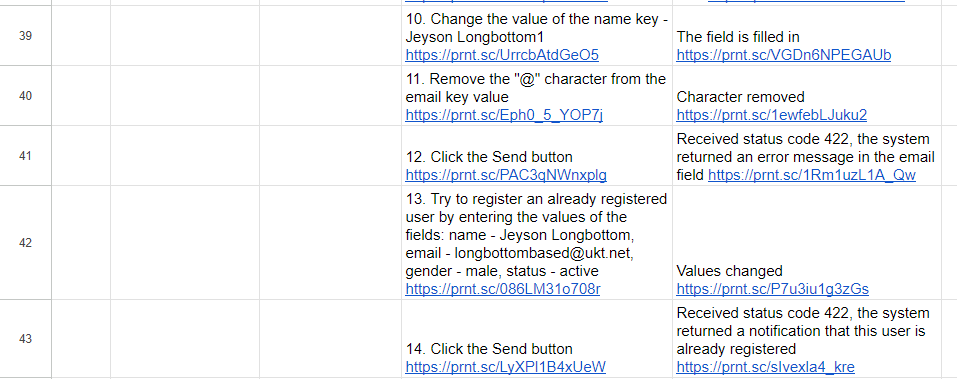 39
10. Change the value of the name key -
Jeyson Longbottom1
https://prnt.sc/UrrcbAtdGeO5
The field is filled in
https://prnt.sc/VGDn6NPEGAUb
40
11. Remove the "@" character from the
email key value
https://prnt.sc/Eph0_5_YOP7j
Character removed
https://prnt.sc/1ewfebLJuku2
41
12. Click the Send button
https://prnt.sc/PAC3qNWnxplg
Received status code 422, the system
returned an error message in the email
field https://prnt.sc/1Rm1uzL1A_Qw
42
13. Try to register an already registered
user by entering the values of the
fields: name - Jeyson Longbottom,
email - longbottombased@ukt.net,
gender - male, status - active
https://prnt.sc/086LM31o708r
Values changed
https://prnt.sc/P7u3iu1g3zGs
43
14. Click the Send button
https://prnt.sc/LyXPl1B4xUeW
Received status code 422, the system
returned a notification that this user is
already registered
https://prnt.sc/sIvexla4_kre